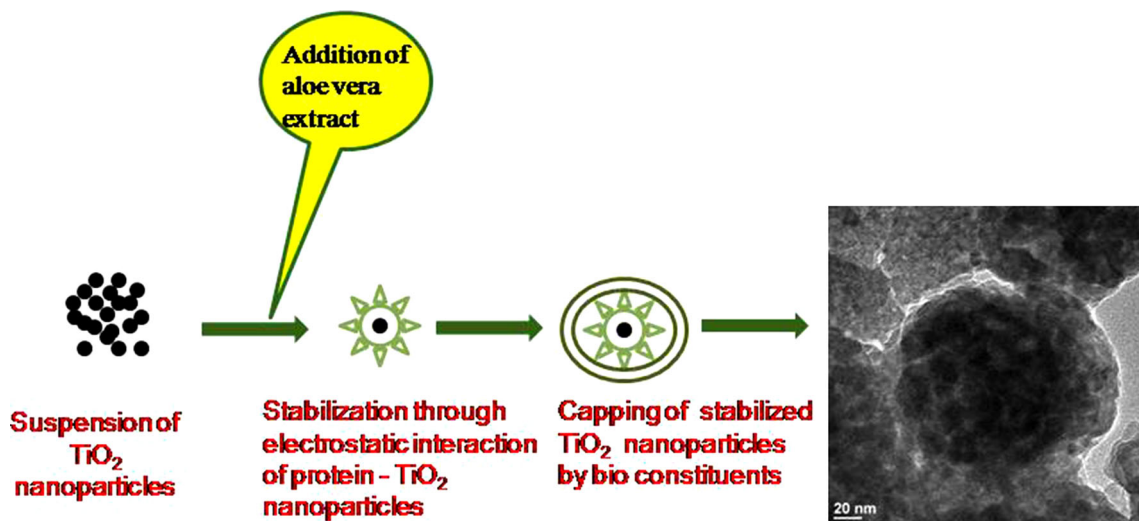 Addition of
aloe vera
extract
Suspension of
TiO₂
nanoparticles
Stabilization through
electrostatic interaction
of protein – TiO₂
nanoparticles
Capping of stabilized
TiO₂ nanoparticles
by bio constituents
20 nm